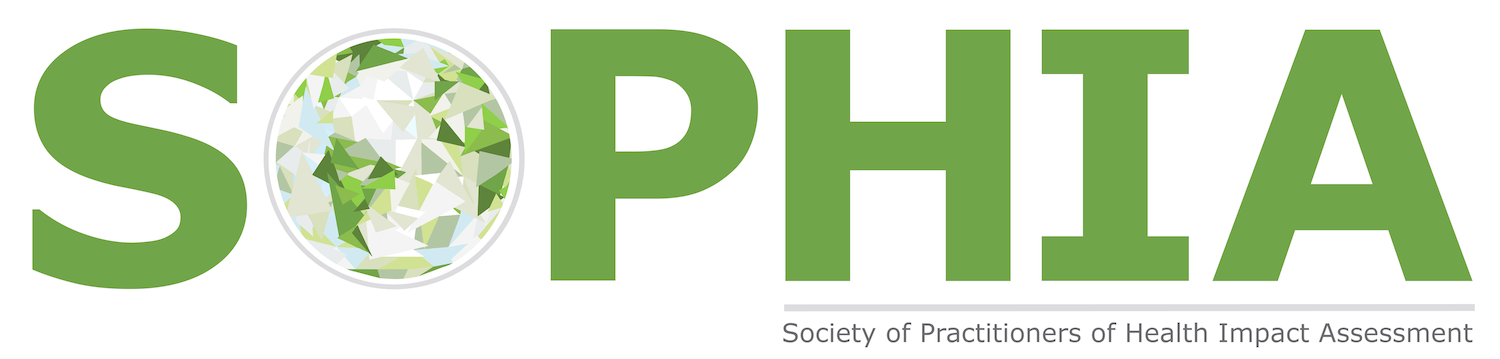 SOPHIA
Society of Practitioners of Health Impact Assessment